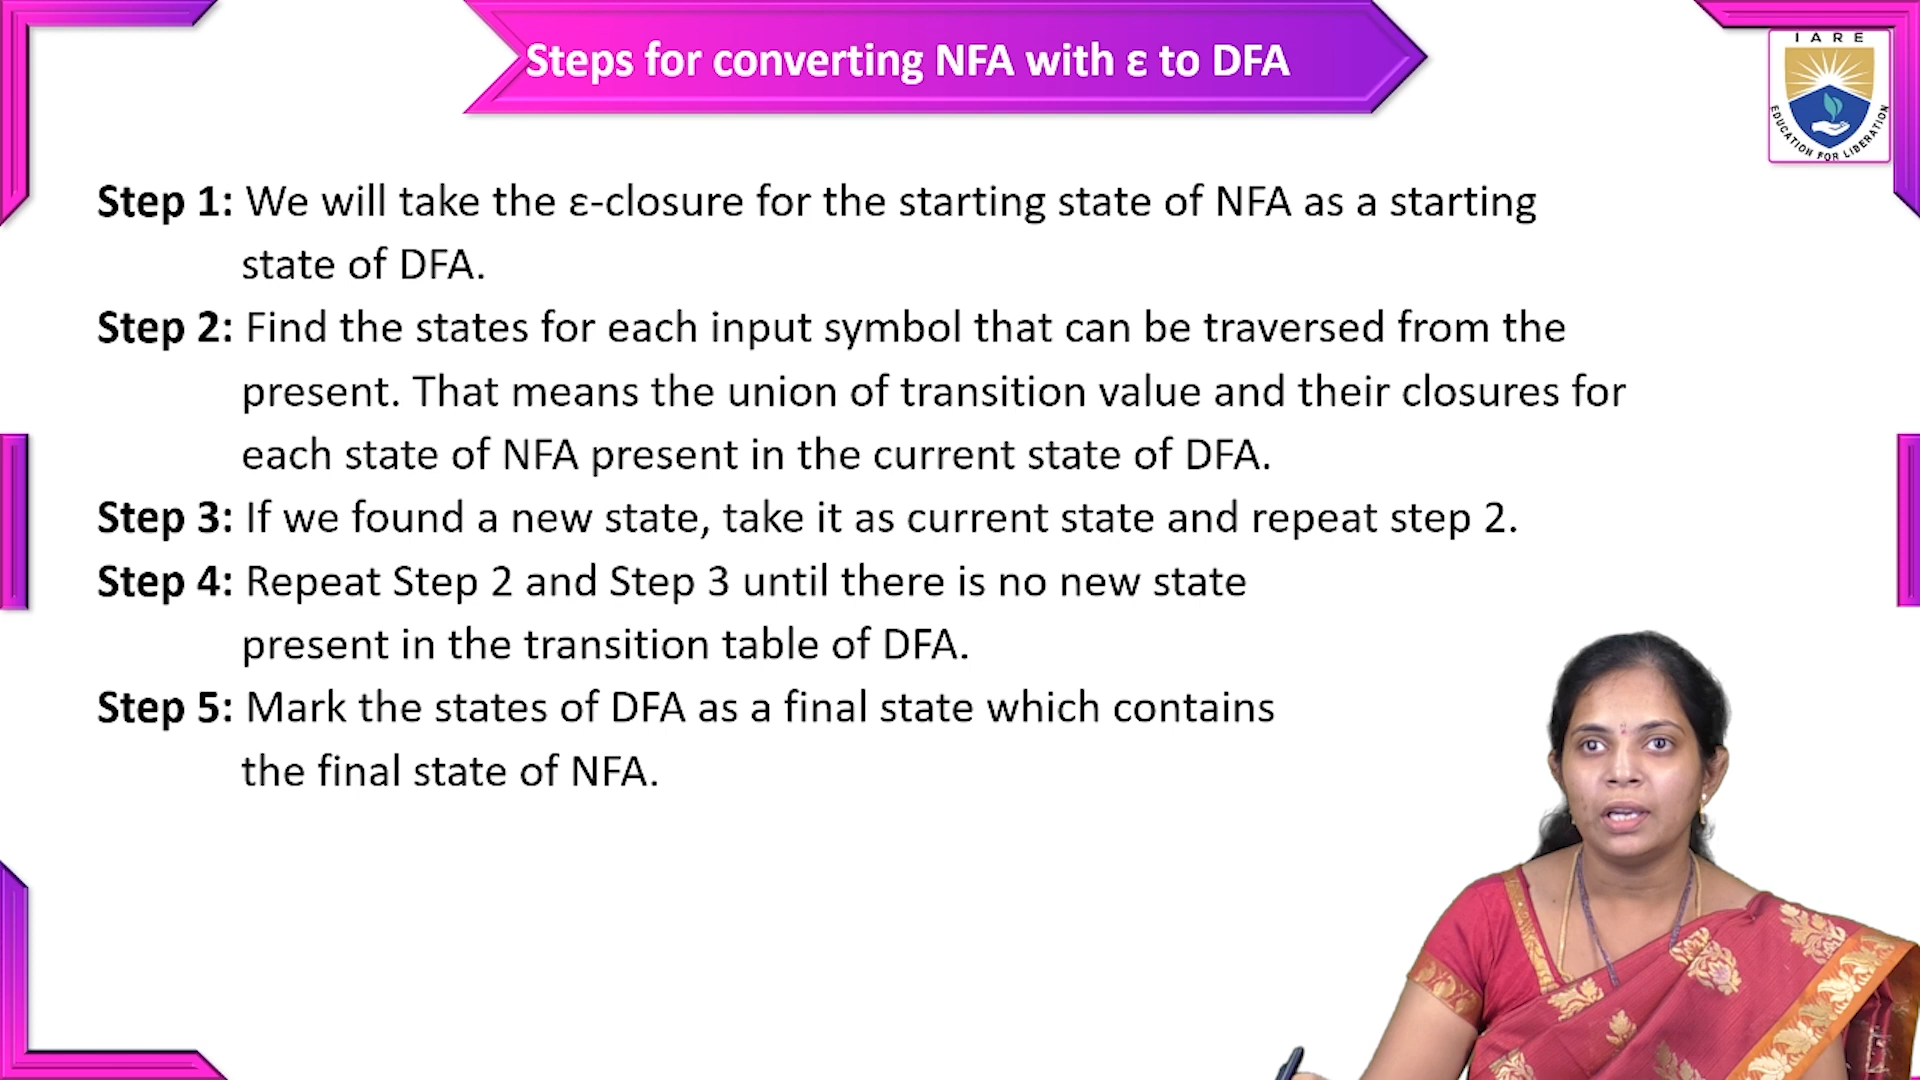 Steps for converting NFA with ε to DFA
IARE
EDUCATION FOR LIBERATION
Step 1: We will take the ε-closure for the starting state of NFA as a starting
state of DFA.
Step 2: Find the states for each input symbol that can be traversed from the
present. That means the union of transition value and their closures for
each state of NFA present in the current state of DFA.
Step 3: If we found a new state, take it as current state and repeat step 2.
Step 4: Repeat Step 2 and Step 3 until there is no new state
present in the transition table of DFA.
Step 5: Mark the states of DFA as a final state which contains
the final state of NFA.